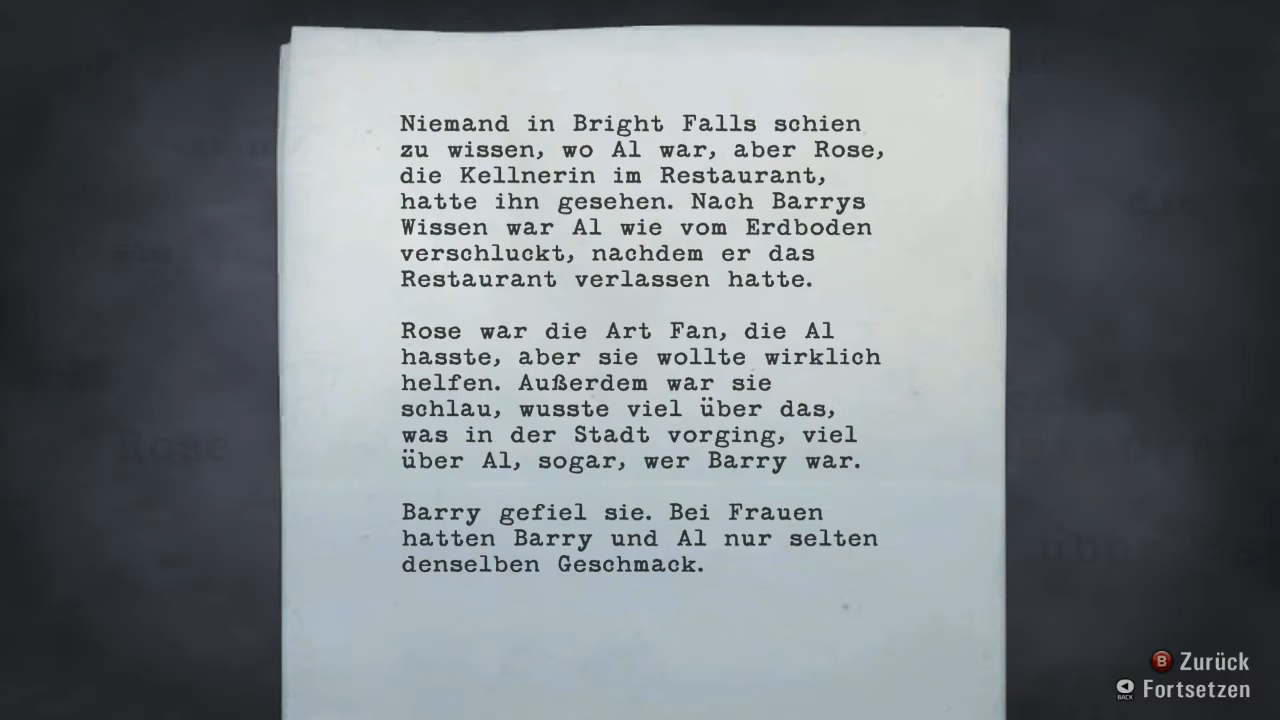 Niemand in Bright Falls schien
zu wissen, wo Al war, aber Rose,
die Kellnerin im Restaurant,
hatte ihn gesehen. Nach Barrys
Wissen war Al wie vom Erdboden
verschluckt, nachdem er das
Restaurant verlassen hatte.
Rose war die Art Fan, die Al
hasste, aber sie wollte wirklich
helfen. Außerdem war sie
schlau, wusste viel über das,
was in der Stadt vorging, viel
über Al, sogar, wer Barry war.
Barry gefiel sie. Bei Frauen
hatten Barry und Al nur selten
denselben Geschmack.
B Zurück
BACK Fortsetzen